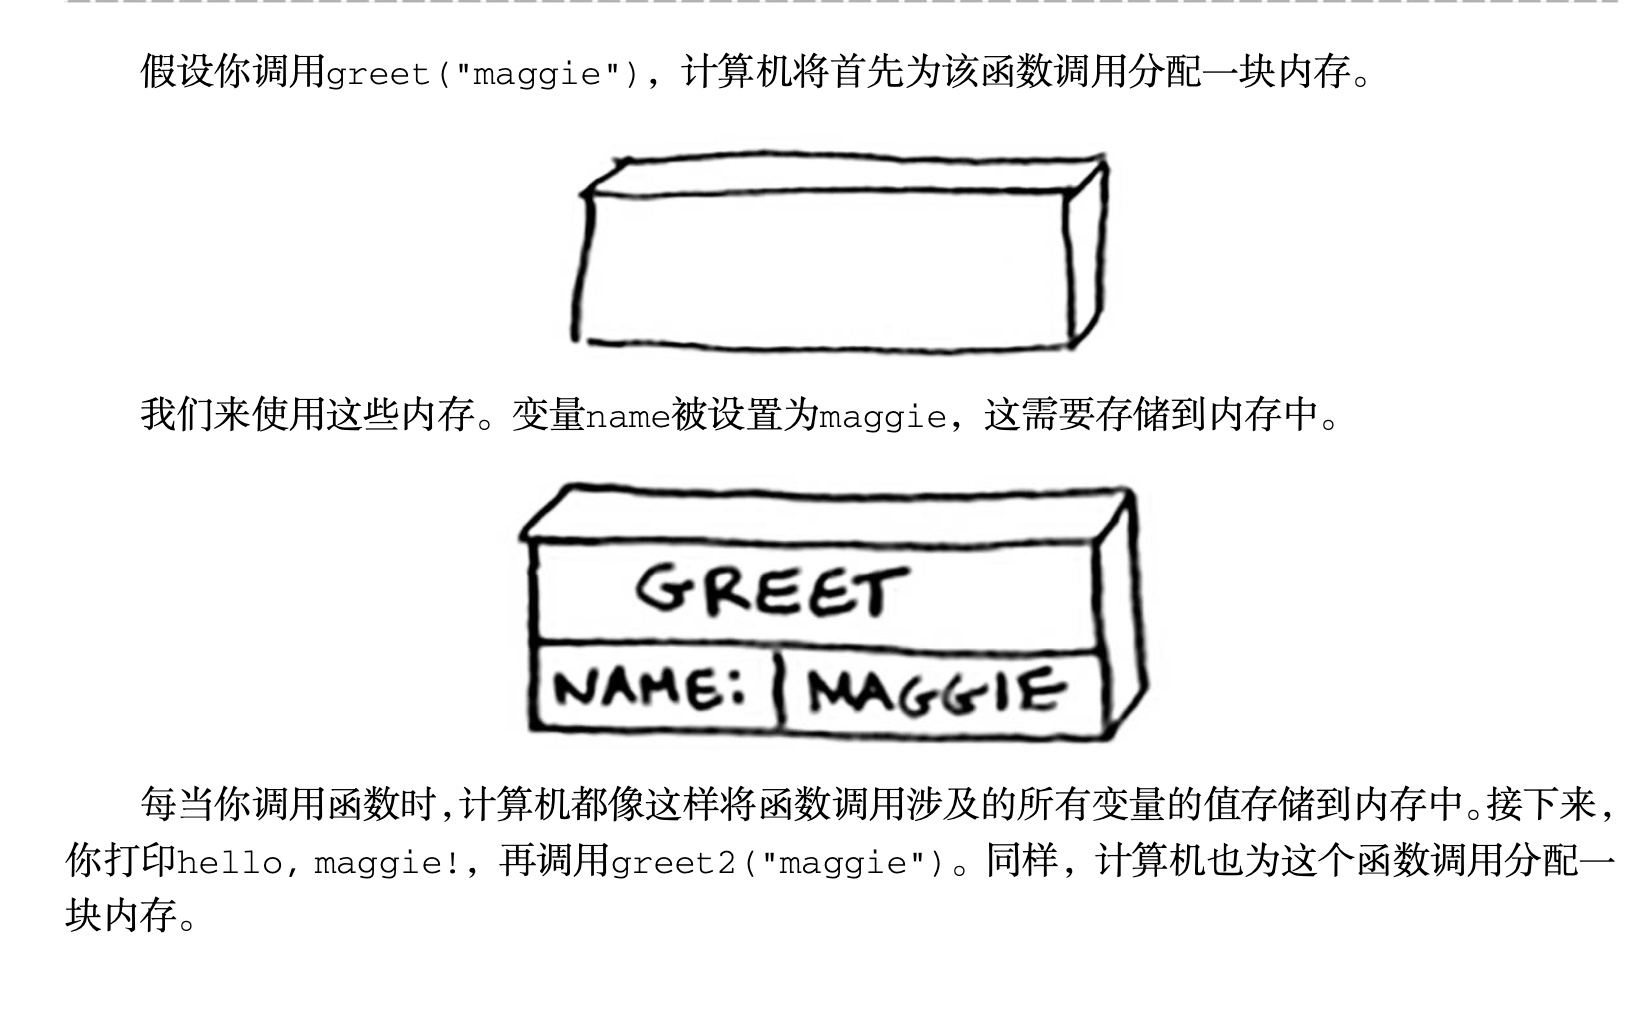 假设你调用greet("maggie")，计算机将首先为该函数调用分配一块内存。
我们来使用这些内存。变量name被设置为maggie，这需要存储到内存中。
GREET
NAME: MAGGIE
每当你调用函数时，计算机都像这样将函数调用涉及的所有变量的值存储到内存中。接下来，
你打印hello, maggie!，再调用greet2("maggie")。同样，计算机也为这个函数调用分配一
块内存。